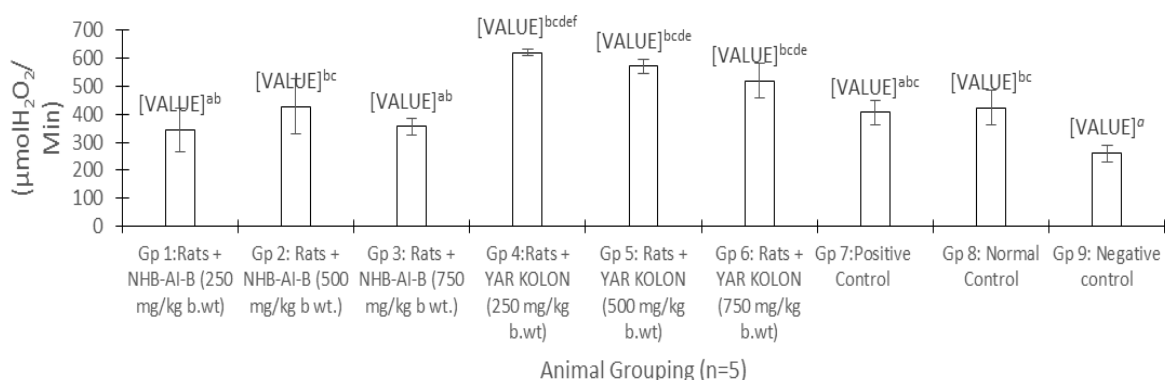 (μmolH₂O₂/
Min)
700
600
500
400
300
200
100
0
[VALUE]ᵃᵇ
[VALUE]ᵇᶜ
[VALUE]ᵃᵇ
[VALUE]ᵇᶜᵈᵉᶠ
[VALUE]ᵇᶜᵈᵉ
[VALUE]ᵇᶜᵈᵉ
[VALUE]ᵃᵇᶜ
[VALUE]ᵇᶜ
[VALUE]ᵃ
Gp 1:Rats +
NHB-AI-B (250
mg/kg b.wt)
Gp 2: Rats +
NHB-AI-B (500
mg/kg b wt.)
Gp 3: Rats +
NHB-AI-B (750
mg/kg b wt.)
Gp 4:Rats +
YAR KOLON
(250 mg/kg
b.wt)
Gp 5: Rats +
YAR KOLON
(500 mg/kg
b.wt)
Gp 6: Rats +
YAR KOLON
(750 mg/kg
b.wt)
Gp 7:Positive
Control
Gp 8: Normal
Control
Gp 9: Negative
control
Animal Grouping (n=5)